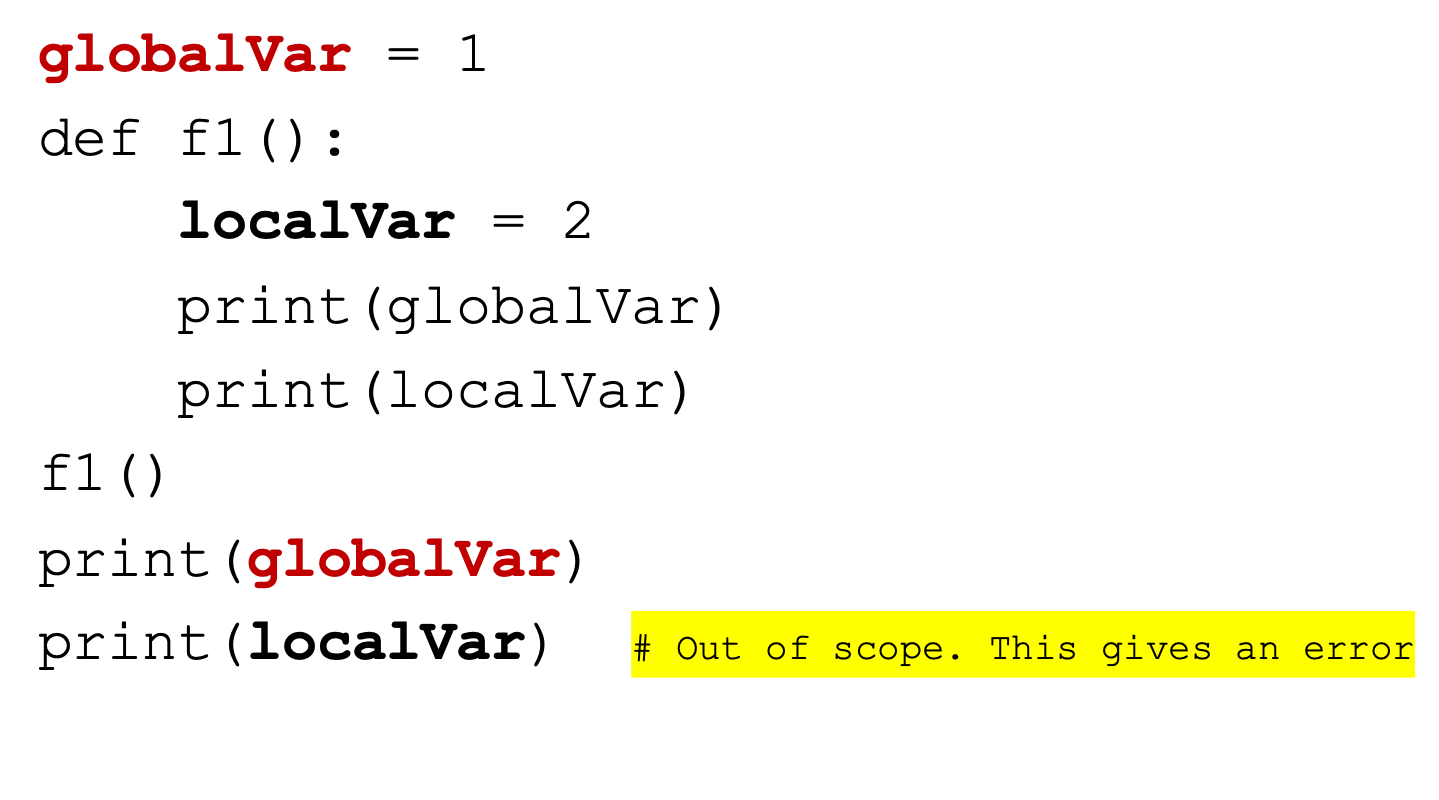 globalVar = 1
def f1():
    localVar = 2
    print(globalVar)
    print(localVar)
f1()
print(globalVar)
print(localVar)  # Out of scope. This gives an error